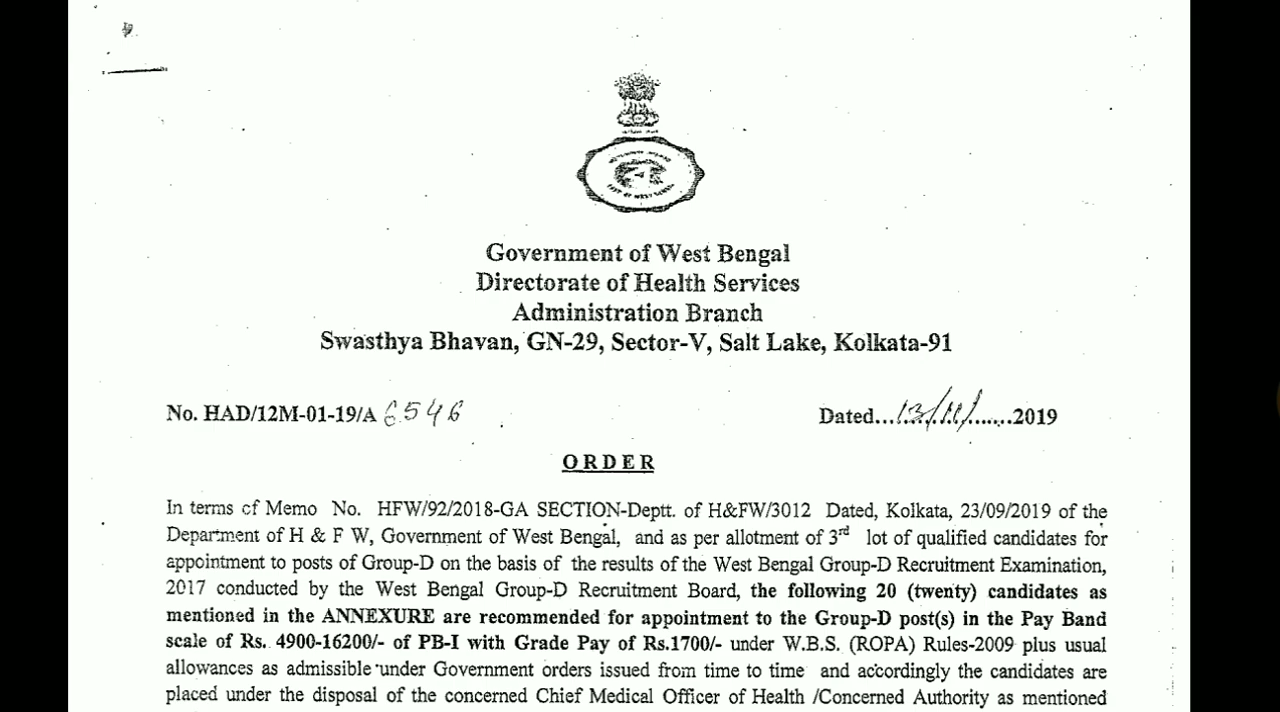 Government of West Bengal
Directorate of Health Services
Administration Branch
Swasthya Bhavan, GN-29, Sector-V, Salt Lake, Kolkata-91
No. HAD/12M-01-19/A 6546 Dated...13/11/.......2019
ORDER
In terms of Memo No. HFW/92/2018-GA SECTION-Deptt. of H&FW/3012 Dated, Kolkata, 23/09/2019 of the
Department of H & F W, Government of West Bengal, and as per allotment of 3rd lot of qualified candidates for
appointment to posts of Group-D on the basis of the results of the West Bengal Group-D Recruitment Examination,
2017 conducted by the West Bengal Group-D Recruitment Board, the following 20 (twenty) candidates as
mentioned in the ANNEXURE are recommended for appointment to the Group-D post(s) in the Pay Band
scale of Rs. 4900-16200/- of PB-I with Grade Pay of Rs.1700/- under W.B.S. (ROPA) Rules-2009 plus usual
allowances as admissible under Government orders issued from time to time and accordingly the candidates are
placed under the disposal of the concerned Chief Medical Officer of Health /Concerned Authority as mentioned